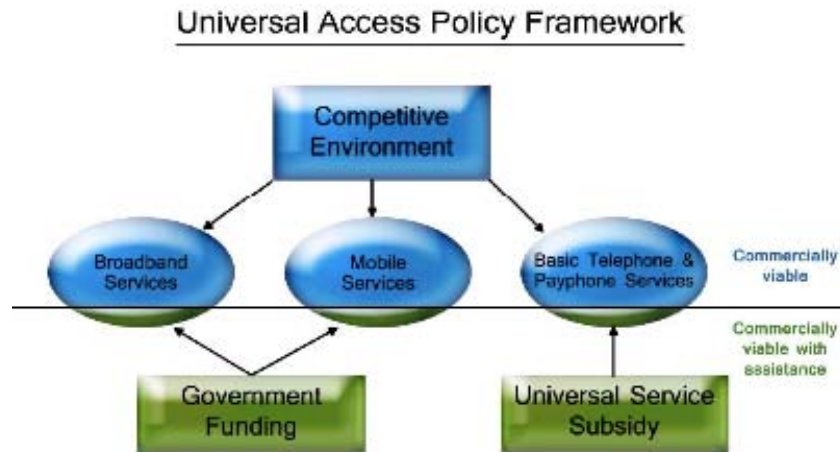 Universal Access Policy Framework
Competitive
Environment
Broadband
Services
Mobile
Services
Basic Telephone &
Payphone Services
Commercially
viable
Commercially
viable with
assistance
Government
Funding
Universal Service
Subsidy